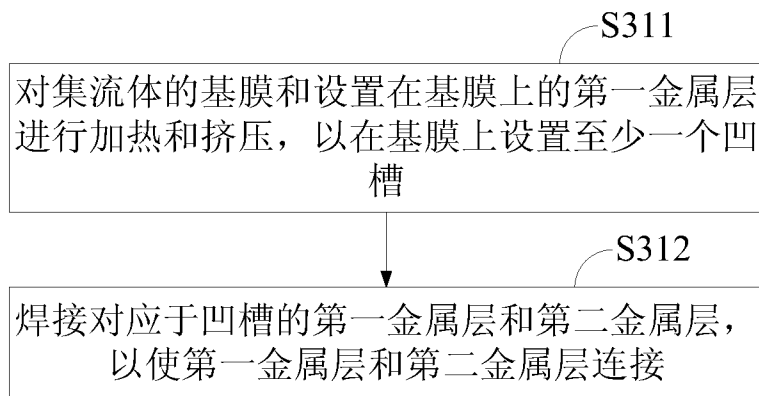 S311
对集流体的基膜和设置在基膜上的第一金属层
进行加热和挤压，以在基膜上设置至少一个凹
槽
S312
焊接对应于凹槽的第一金属层和第二金属层，
以使第一金属层和第二金属层连接